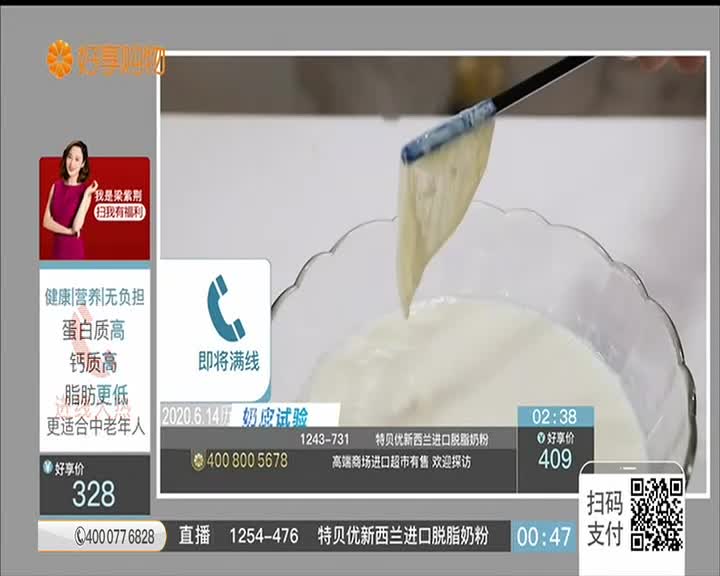 好享购物
我是梁紫荆
扫我有福利
健康|营养|无负担
蛋白质高
钙质高
脂肪更低
更适合中老年人
¥好享价
328
即将满线
2020.6.14
奶皮试验
02:38
1243-731 特贝优新西兰进口脱脂奶粉
¥好享价
400 800 5678
高端商场进口超市有售 欢迎探访
409
扫码
支付
400 077 6828
直播 1254-476 特贝优新西兰进口脱脂奶粉
00:47